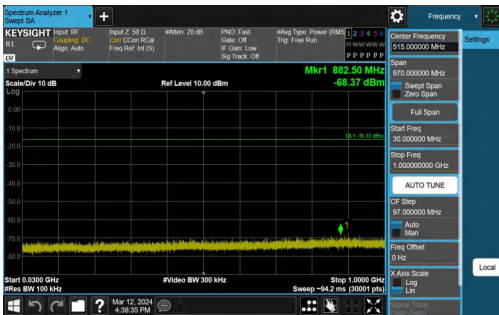 Spectrum Analyzer 1
Swept SA
+
Frequency
KEYSIGHT
RL
Input: RF
Coupling: DC
Align: Auto
Input Z: 50 Ω
Corr CCorr RCal
Freq Ref: Int (S)
#Atten: 20 dB
PNO: Fast
Gate: Off
IF Gain: Low
Sig Track: Off
#Avg Type: Power (RMS
Trig: Free Run
1 2 3 4 5 6
M W W W W W
P P P P P P
LV
1 Spectrum
Scale/Div 10 dB
Log
Ref Level 10.00 dBm
Mkr1 882.50 MHz
-68.37 dBm
0.00
-10.0
-20.0
-30.0
-40.0
-50.0
-60.0
-70.0
-80.0
1
Start 0.0300 GHz
#Res BW 100 kHz
#Video BW 300 kHz
Stop 1.0000 GHz
Sweep ~94.2 ms (30001 pts)
?
Mar 12, 2024
4:38:35 PM
Center Frequency
515.000000 MHz
Span
970.000000 MHz
Swept Span
Zero Span
Full Span
Start Freq
30.000000 MHz
Stop Freq
1.000000000 GHz
AUTO TUNE
CF Step
97.000000 MHz
Auto
Man
Freq Offset
0 Hz
X Axis Scale
Log
Lin
Signal Track
Settings
Local